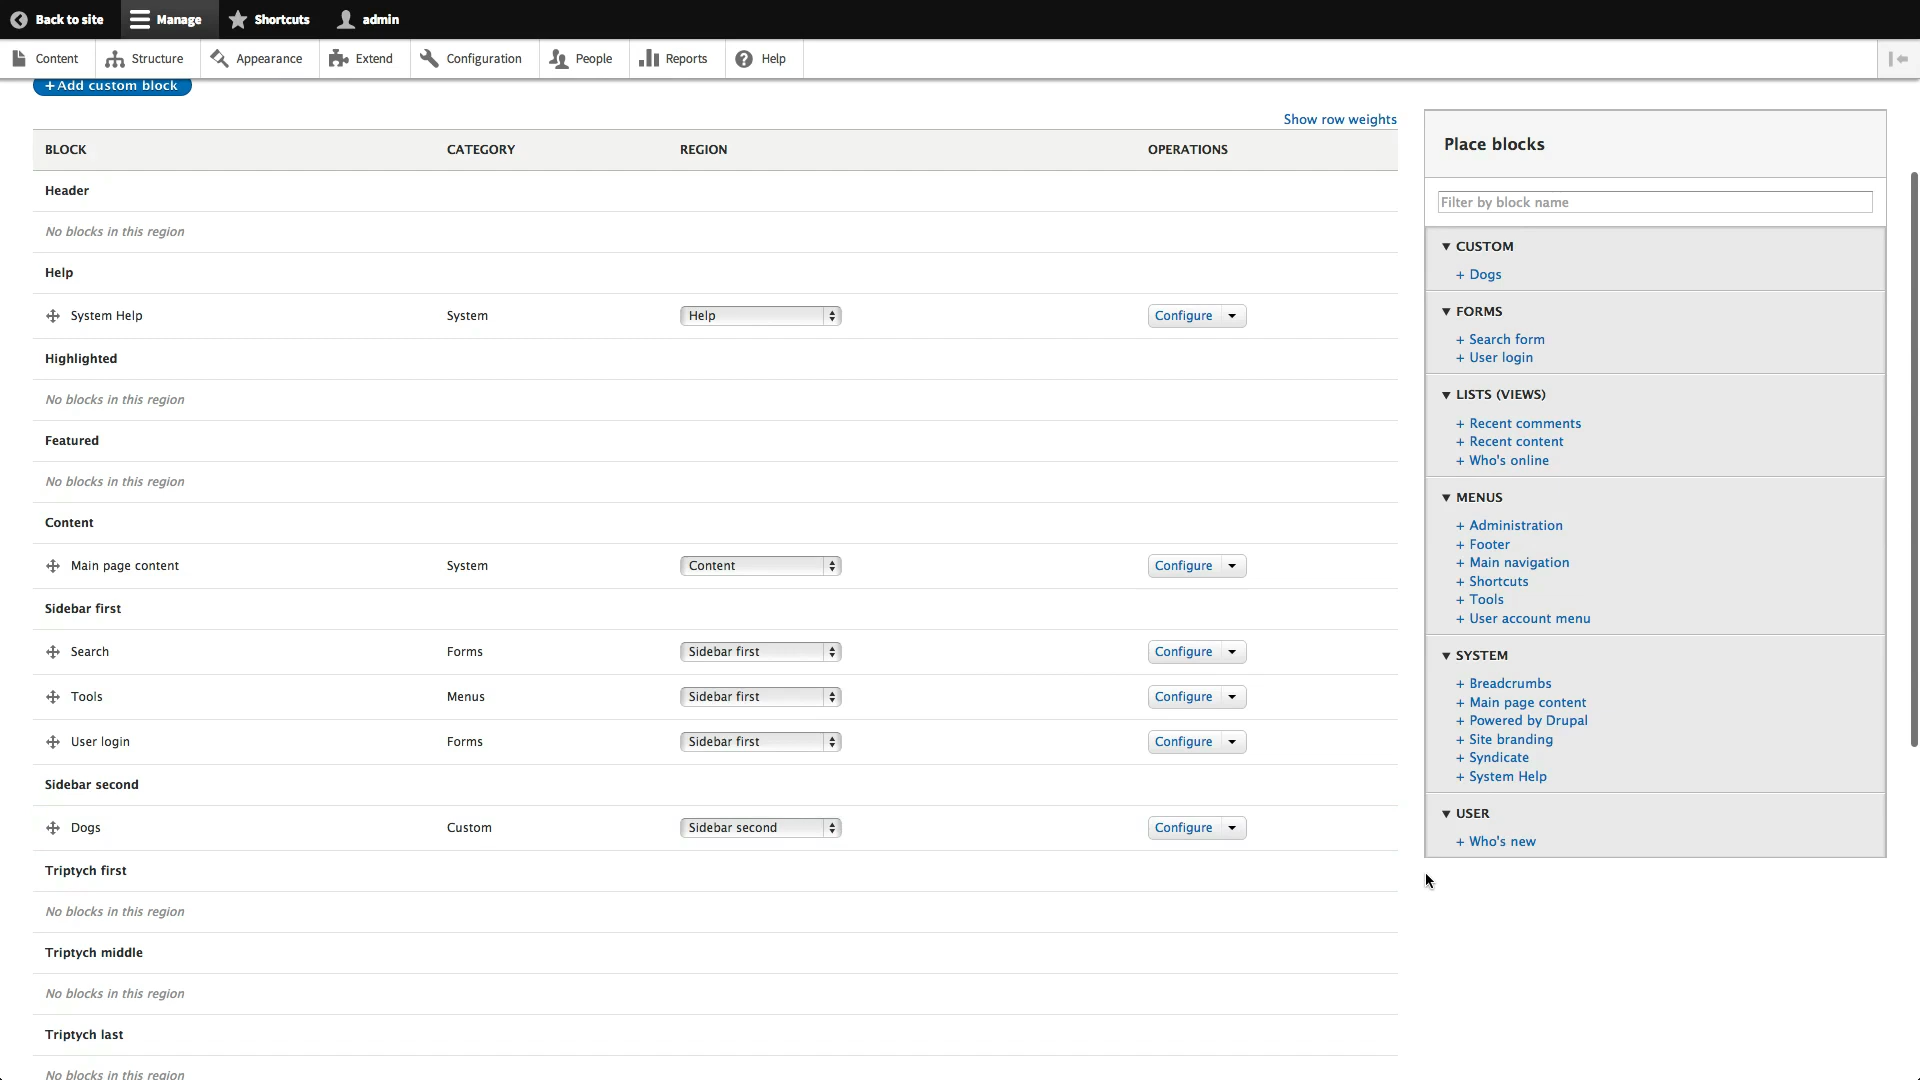 Back to site Manage Shortcuts admin
Content Structure Appearance Extend Configuration People Reports Help
+ Add custom block
Show row weights
BLOCK CATEGORY REGION OPERATIONS
Header
No blocks in this region
Help
System Help System Help Configure
Highlighted
No blocks in this region
Featured
No blocks in this region
Content
Main page content System Content Configure
Sidebar first
Search Forms Sidebar first Configure
Tools Menus Sidebar first Configure
User login Forms Sidebar first Configure
Sidebar second
Dogs Custom Sidebar second Configure
Triptych first
No blocks in this region
Triptych middle
No blocks in this region
Triptych last
No blocks in this region
Place blocks
Filter by block name
CUSTOM
+ Dogs
FORMS
+ Search form
+ User login
LISTS (VIEWS)
+ Recent comments
+ Recent content
+ Who's online
MENUS
+ Administration
+ Footer
+ Main navigation
+ Shortcuts
+ Tools
+ User account menu
SYSTEM
+ Breadcrumbs
+ Main page content
+ Powered by Drupal
+ Site branding
+ Syndicate
+ System Help
USER
+ Who's new